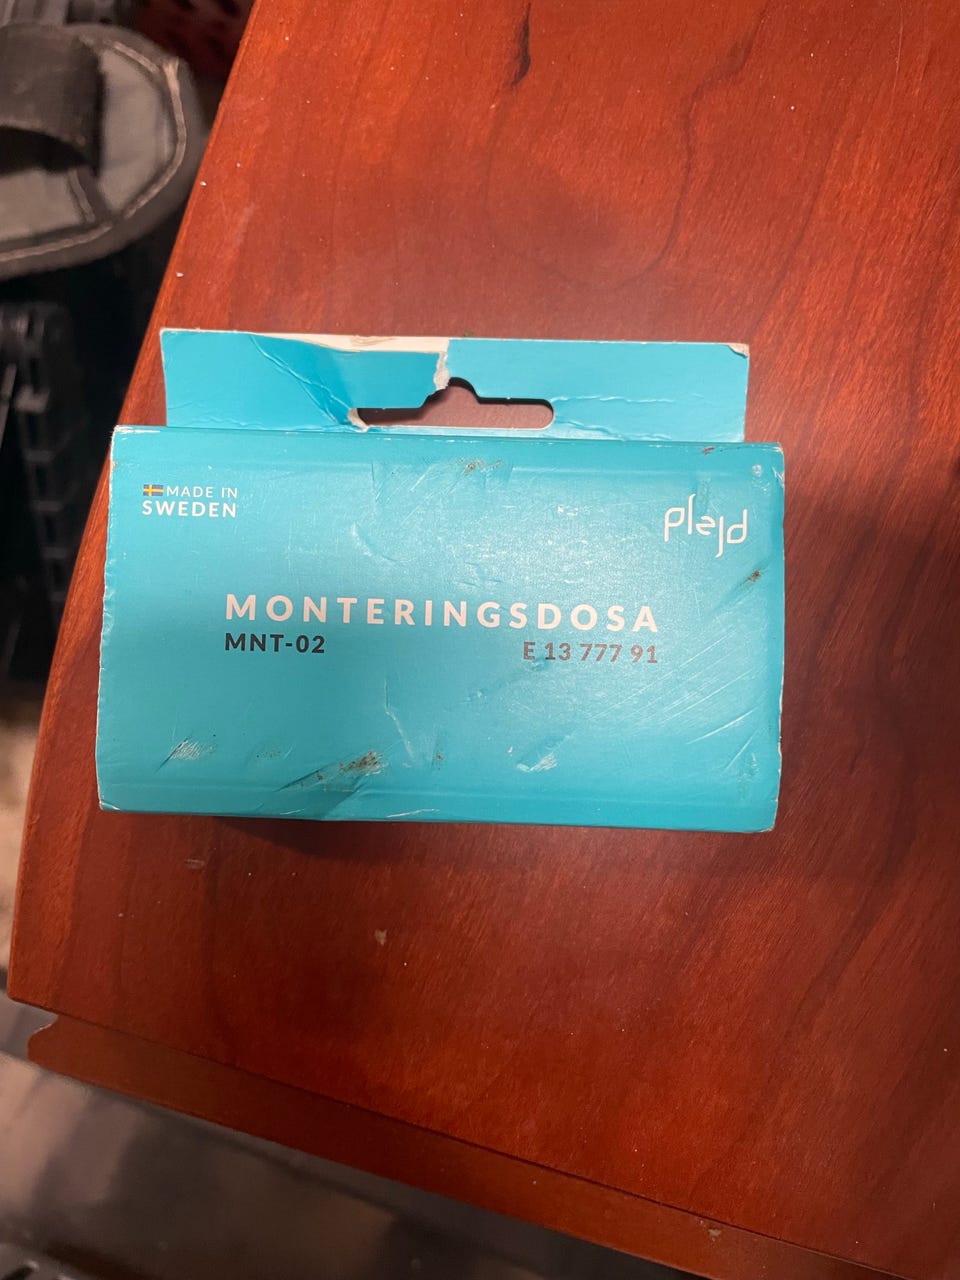 MADE IN
SWEDEN
plejd
MONTERINGSDOSA
MNT-02
E 13 777 91